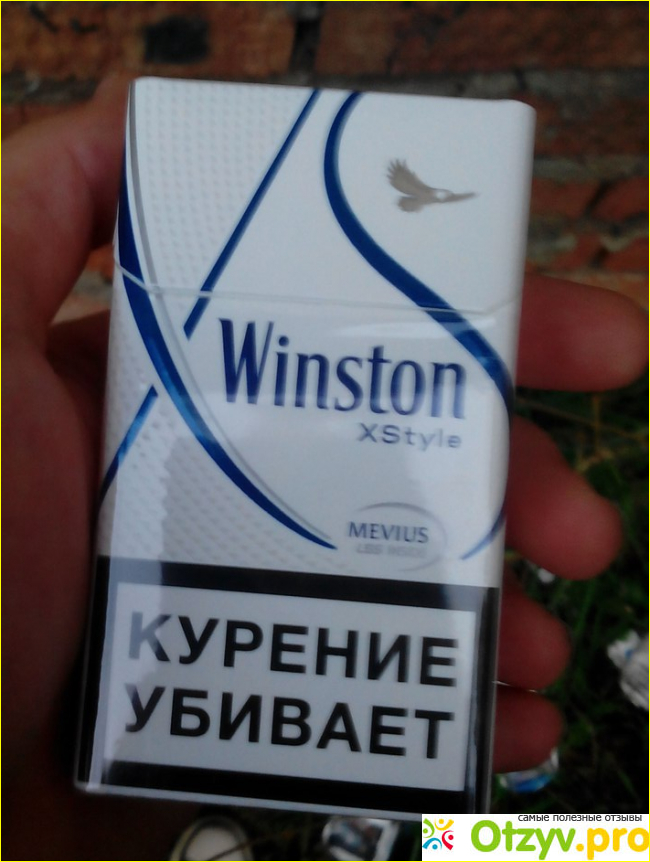 Winston
XStyle
MEVIUS
КУРЕНИЕ
УБИВАЕТ
самые полезные отзывы
Otzyv.pro